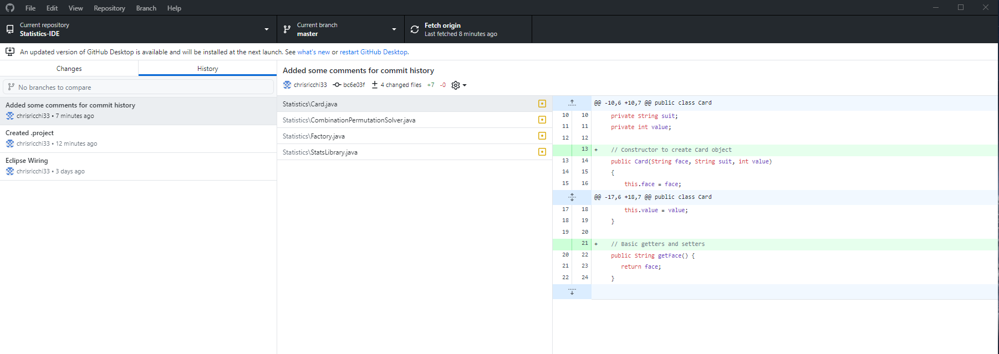 File Edit View Repository Branch Help
Current repository
Statistics-IDE
Current branch
master
Fetch origin
Last fetched 8 minutes ago
An updated version of GitHub Desktop is available and will be installed at the next launch. See what's new or restart GitHub Desktop.
Changes
History
No branches to compare
Added some comments for commit history
chrisricchi33 • 7 minutes ago
Created .project
chrisricchi33 • 12 minutes ago
Eclipse Wiring
chrisricchi33 • 3 days ago
Added some comments for commit history
chrisricchi33 bc6e03f 4 changed files +7 -0
Statistics\Card.java
Statistics\CombinationPermutationSolver.java
Statistics\Factory.java
Statistics\StatsLibrary.java
@@ -10,6 +10,7 @@ public class Card
10 10 private String suit;
11 11 private int value;
12 12
13 + // Constructor to create Card object
13 14 public Card(String face, String suit, int value)
14 15 {
15 16 this.face = face;
@@ -17,6 +18,7 @@ public class Card
17 18 this.value = value;
18 19 }
19 20
21 + // Basic getters and setters
20 22 public String getFace() {
21 23 return face;
22 24 }